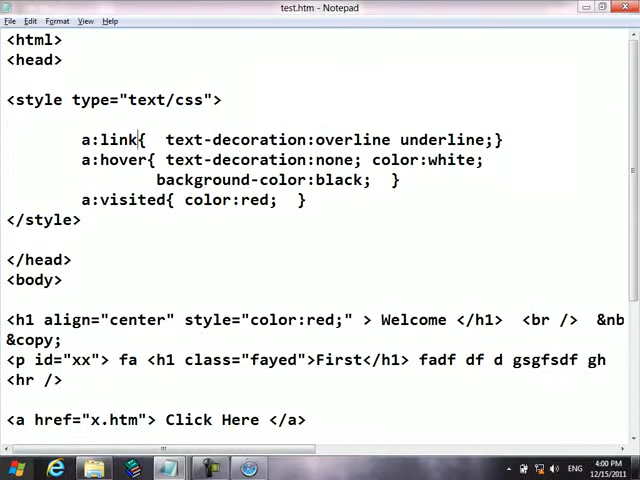 test.htm - Notepad
File Edit Format View Help
<html>
<head>
<style type="text/css">
a:link{ text-decoration:overline underline;}
a:hover{ text-decoration:none; color:white;
background-color:black; }
a:visited{ color:red; }
</style>
</head>
<body>
<h1 align="center" style="color:red;" > Welcome </h1> <br /> &nb
&copy;
<p id="xx"> fa <h1 class="fayed">First</h1> fadf df d gsgfsdf gh
<hr />
<a href="x.htm"> Click Here </a>
ENG
4:00 PM
12/15/2011